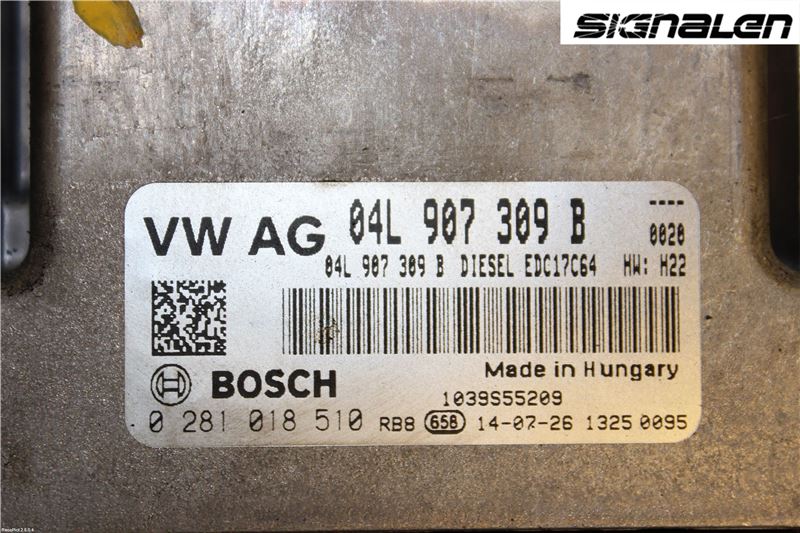 SIGNALEN
VW AG 04L 907 309 B ----
0020
04L 907 309 B DIESEL EDC17C64 HW: H22
Made in Hungary
BOSCH
1039S55209
0 281 018 510 RB8 658 14-07-26 1325 0095